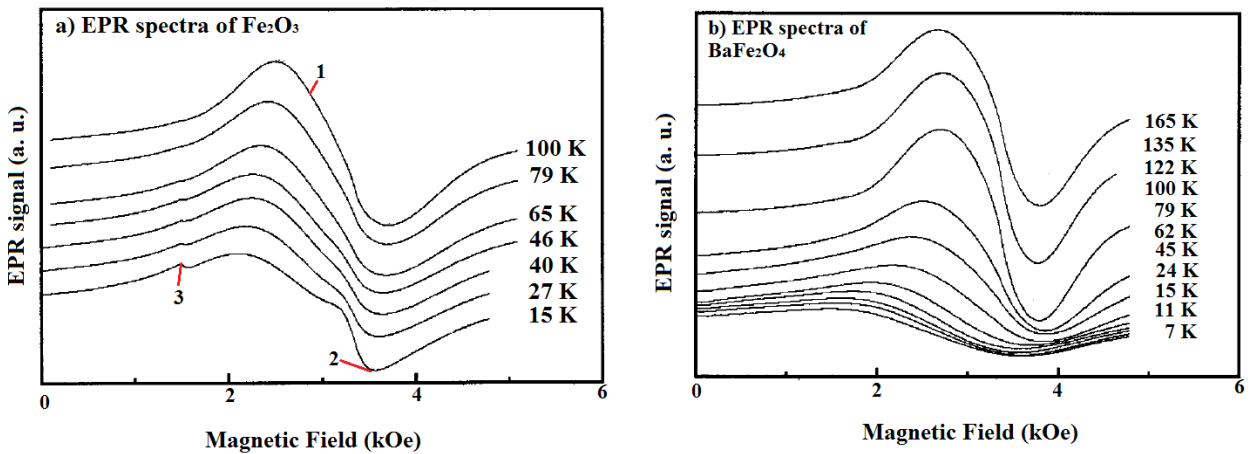 a) EPR spectra of Fe₂O₃
1
EPR signal (a. u.)
100 K
79 K
65 K
46 K
40 K
27 K
15 K
3
2
0
2
4
6
Magnetic Field (kOe)
b) EPR spectra of
BaFe₂O₄
EPR signal (a. u.)
165 K
135 K
122 K
100 K
79 K
62 K
45 K
24 K
15 K
11 K
7 K
0
2
4
6
Magnetic Field (kOe)